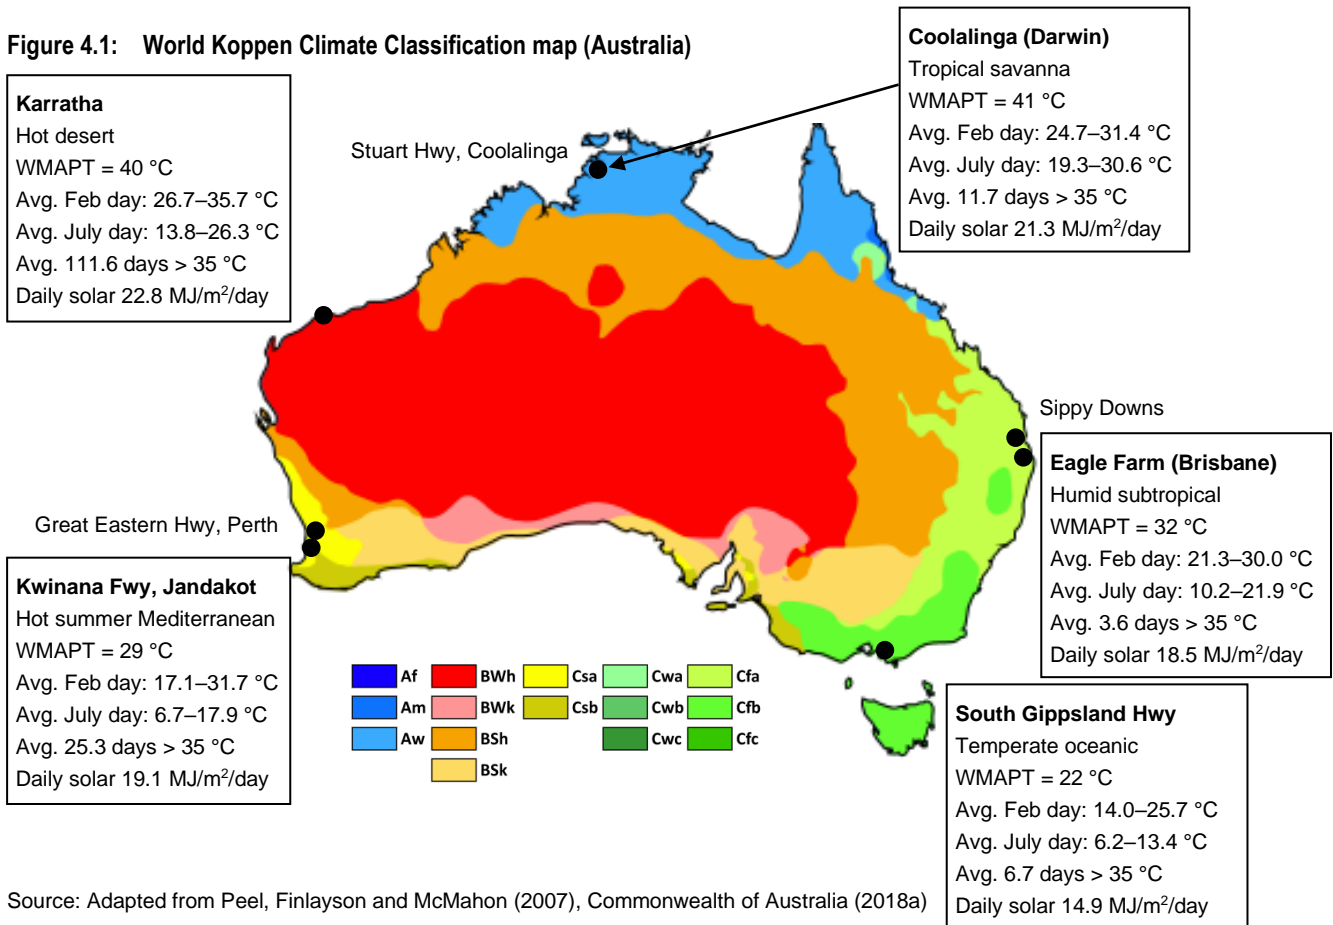 Figure 4.1: World Koppen Climate Classification map (Australia)
Coolalinga (Darwin)
Tropical savanna
WMAPT = 41 °C
Avg. Feb day: 24.7–31.4 °C
Avg. July day: 19.3–30.6 °C
Avg. 11.7 days > 35 °C
Daily solar 21.3 MJ/m²/day
Karratha
Hot desert
WMAPT = 40 °C
Avg. Feb day: 26.7–35.7 °C
Avg. July day: 13.8–26.3 °C
Avg. 111.6 days > 35 °C
Daily solar 22.8 MJ/m²/day
Stuart Hwy, Coolalinga
Sippy Downs
Eagle Farm (Brisbane)
Humid subtropical
WMAPT = 32 °C
Avg. Feb day: 21.3–30.0 °C
Avg. July day: 10.2–21.9 °C
Avg. 3.6 days > 35 °C
Daily solar 18.5 MJ/m²/day
Great Eastern Hwy, Perth
Kwinana Fwy, Jandakot
Hot summer Mediterranean
WMAPT = 29 °C
Avg. Feb day: 17.1–31.7 °C
Avg. July day: 6.7–17.9 °C
Avg. 25.3 days > 35 °C
Daily solar 19.1 MJ/m²/day
Af BWh Csa Cwa Cfa
Am BWk Csb Cwb Cfb
Aw BSh Cwc Cfc
BSk
South Gippsland Hwy
Temperate oceanic
WMAPT = 22 °C
Avg. Feb day: 14.0–25.7 °C
Avg. July day: 6.2–13.4 °C
Avg. 6.7 days > 35 °C
Daily solar 14.9 MJ/m²/day
Source: Adapted from Peel, Finlayson and McMahon (2007), Commonwealth of Australia (2018a)